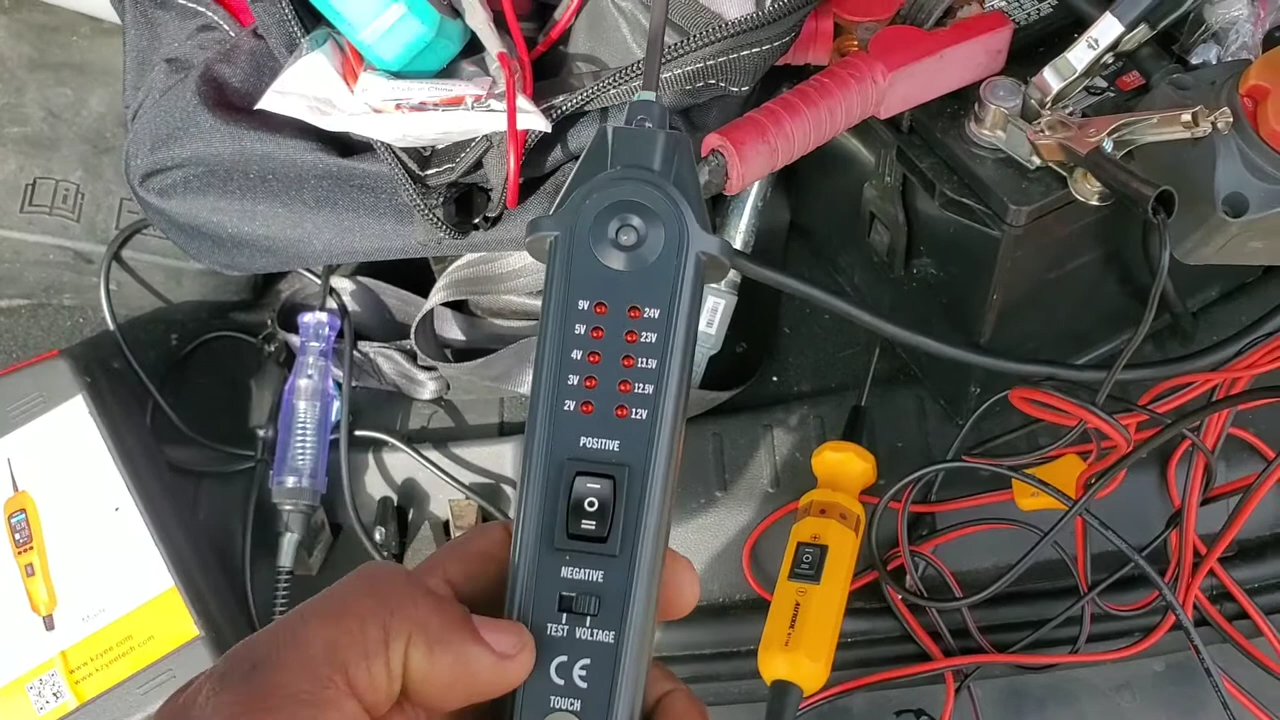 9V 24V
5V 23V
4V 13.5V
3V 12.5V
2V 12V
POSITIVE
NEGATIVE
TEST VOLTAGE
CE
TOUCH
AUTOOL
www.kzyee.com
www.kzyeetech.com